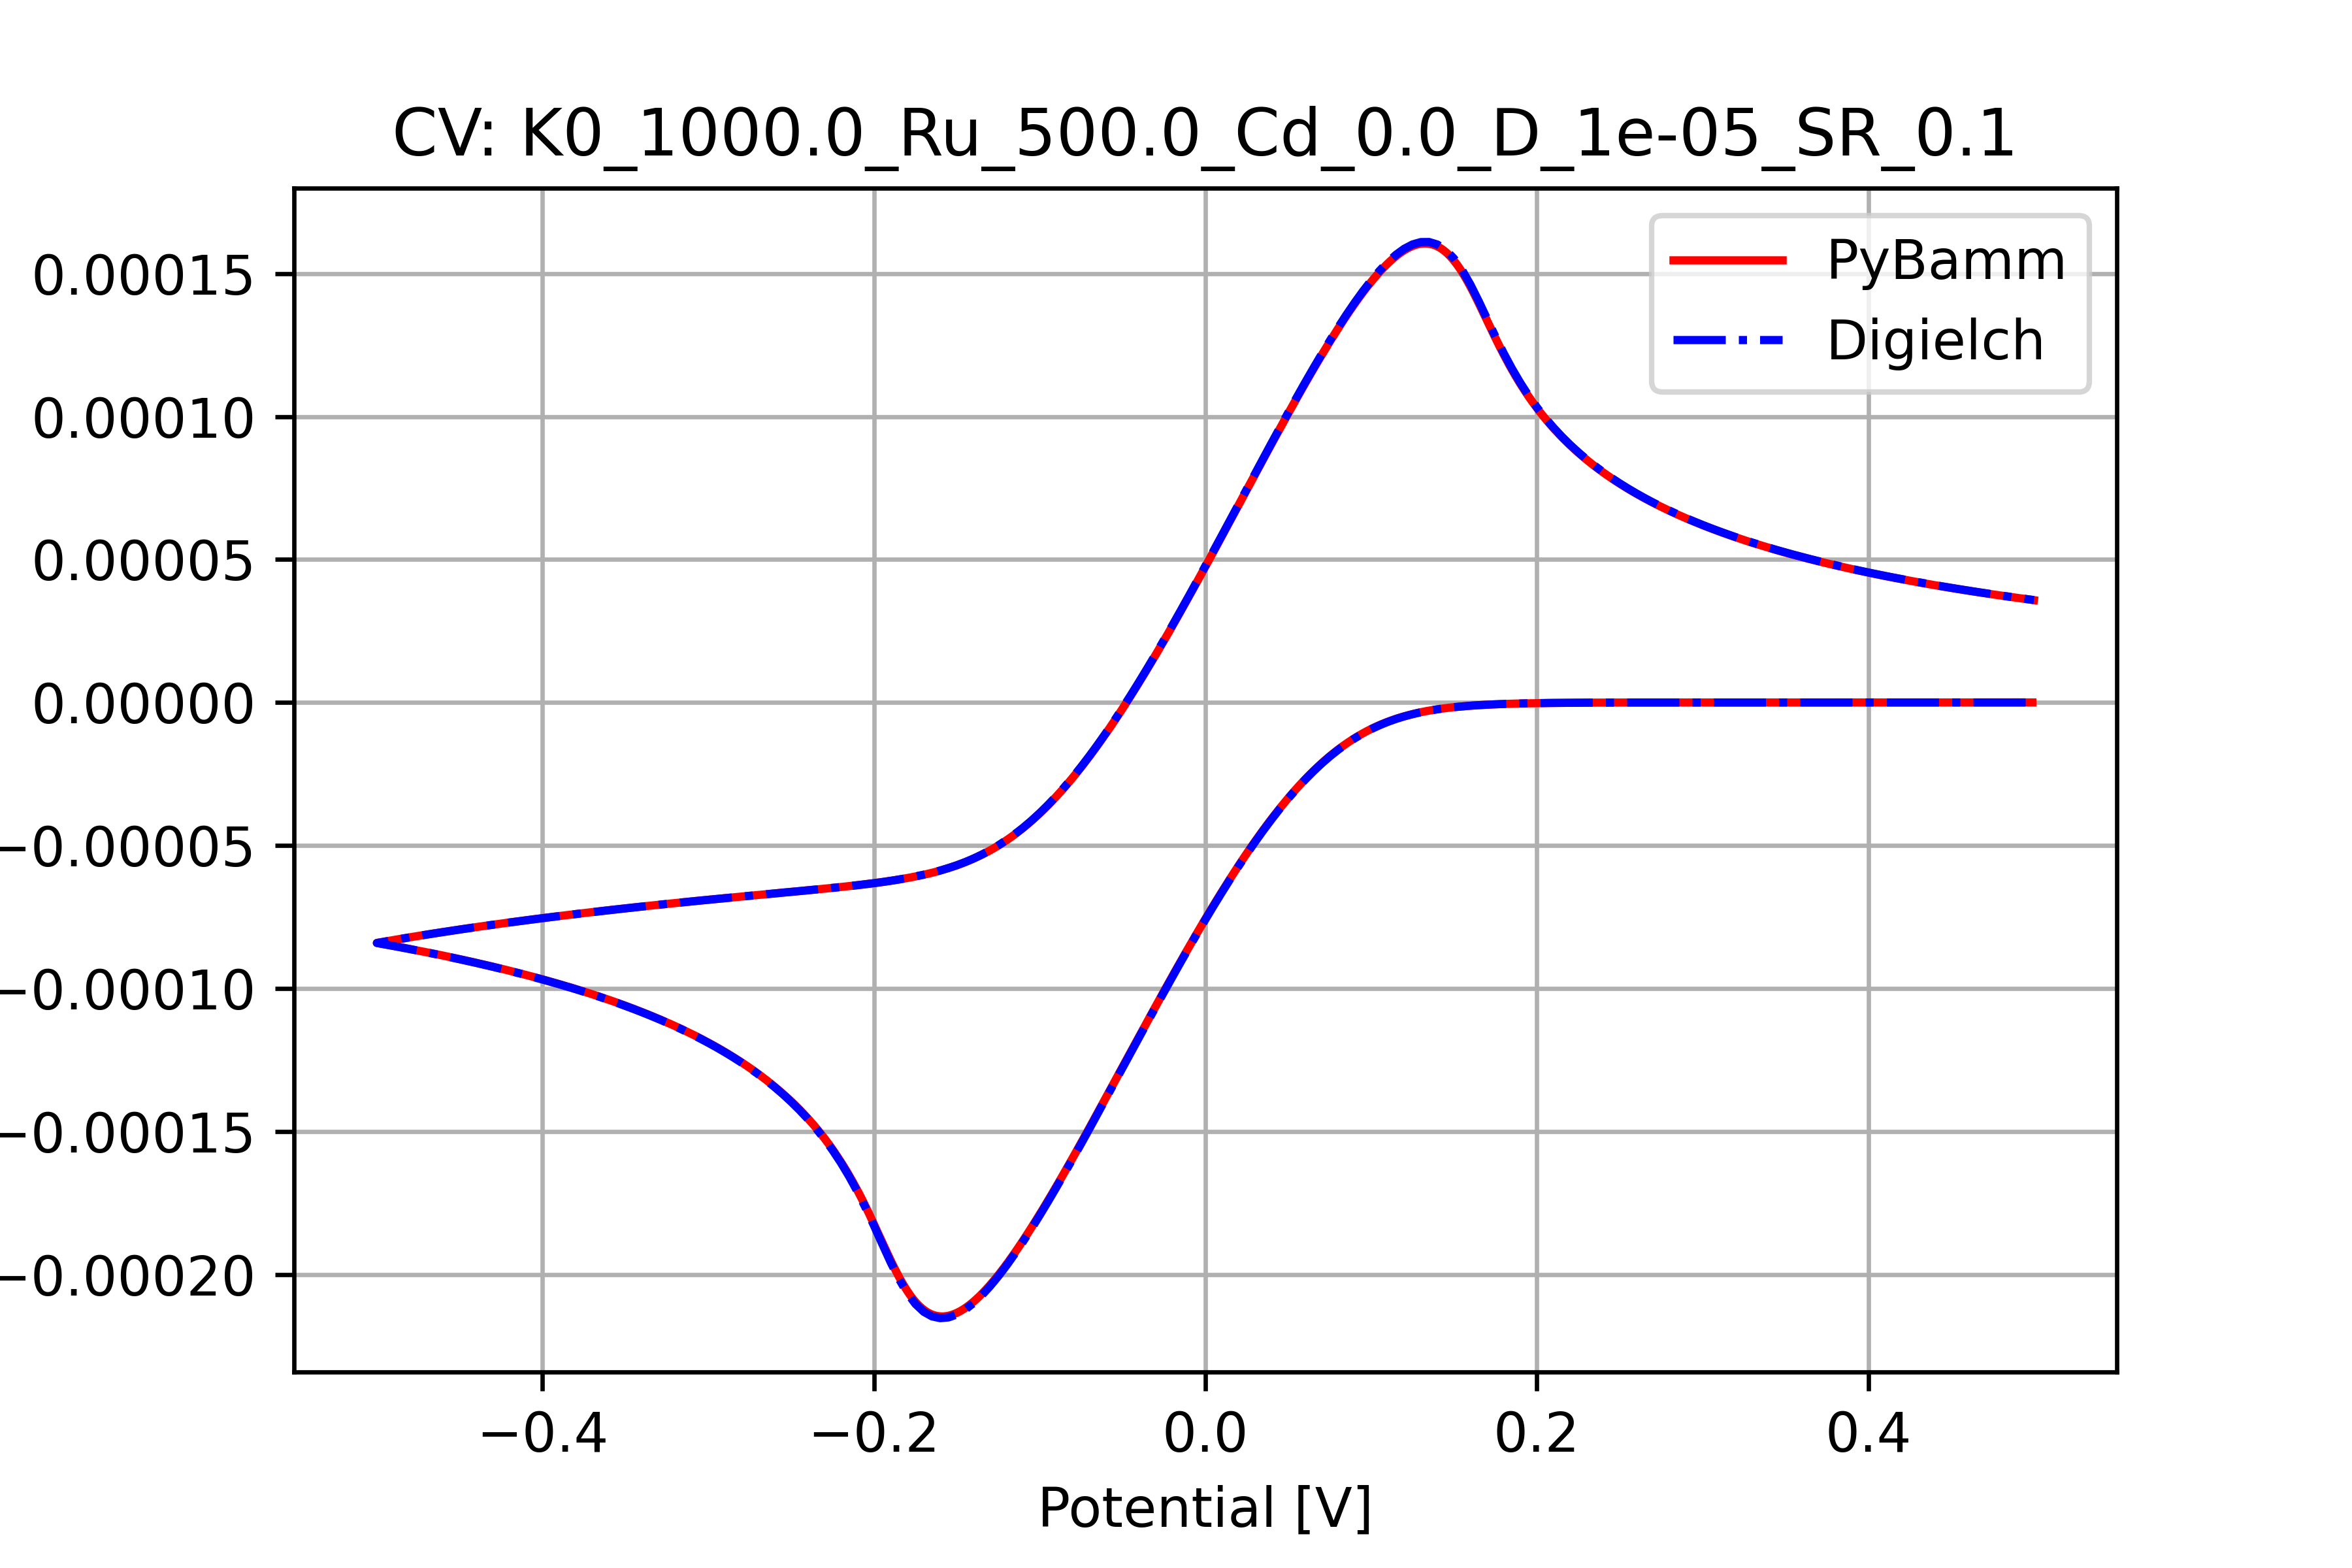 CV: K0_1000.0_Ru_500.0_Cd_0.0_D_1e-05_SR_0.1
PyBamm
Digielch
0.00015
0.00010
0.00005
0.00000
−0.00005
−0.00010
−0.00015
−0.00020
−0.4 −0.2 0.0 0.2 0.4
Potential [V]